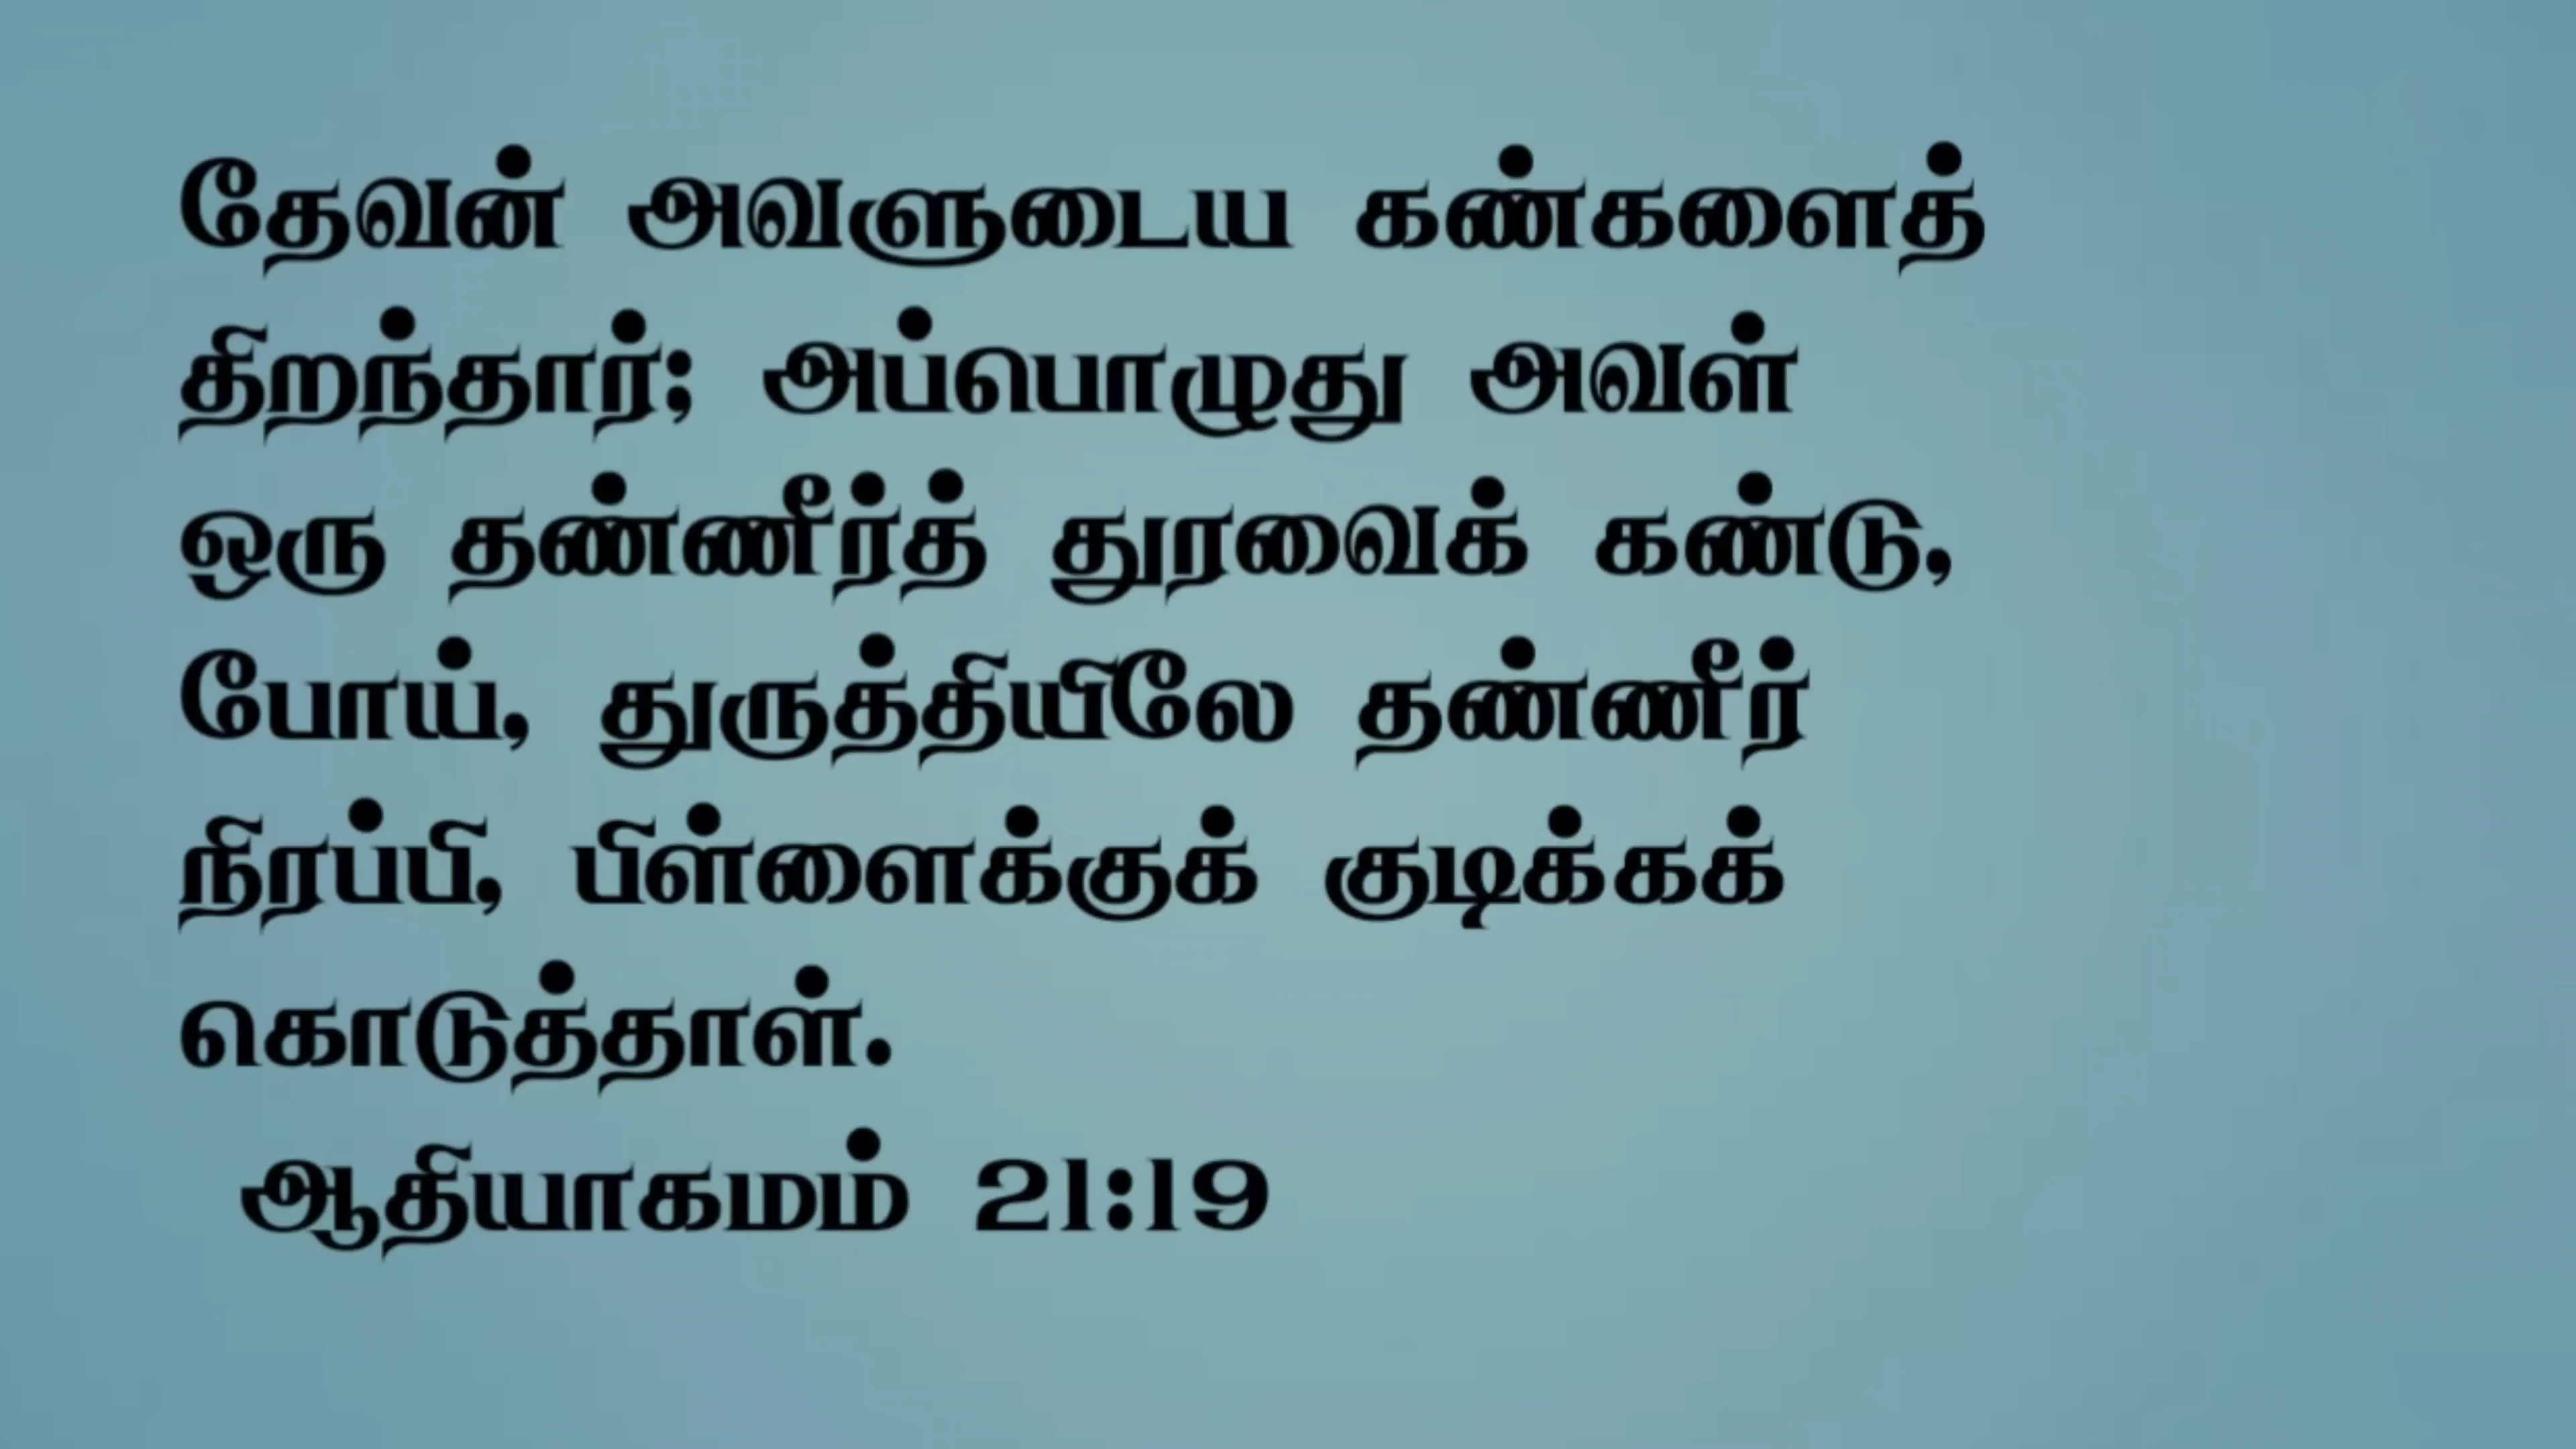 தேவன் அவளுடைய கண்களைத்
திறந்தார்; அப்பொழுது அவள்
ஒரு தண்ணீர்த் துரவைக் கண்டு,
போய், துருத்தியிலே தண்ணீர்
நிரப்பி, பிள்ளைக்குக் குடிக்கக்
கொடுத்தாள்.
ஆதியாகமம் 21:19